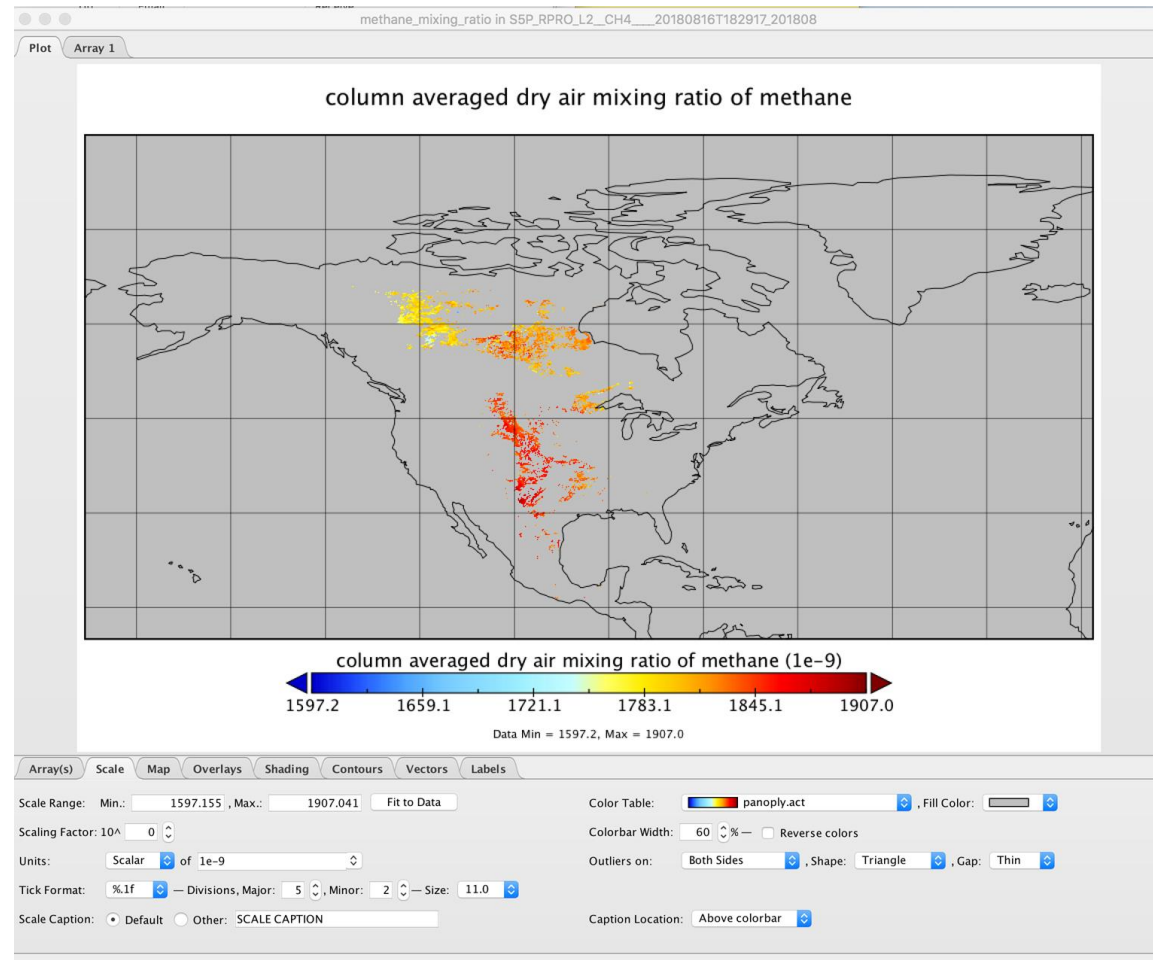 methane_mixing_ratio in S5P_RPRO_L2__CH4____20180816T182917_201808
Plot Array 1
column averaged dry air mixing ratio of methane
column averaged dry air mixing ratio of methane (1e-9)
1597.2 1659.1 1721.1 1783.1 1845.1 1907.0
Data Min = 1597.2, Max = 1907.0
Array(s) Scale Map Overlays Shading Contours Vectors Labels
Scale Range: Min.: 1597.155 , Max.: 1907.041 Fit to Data Color Table: panoply.act , Fill Color:
Scaling Factor: 10^ 0 Colorbar Width: 60 % — Reverse colors
Units: Scalar of 1e-9 Outliers on: Both Sides , Shape: Triangle , Gap: Thin
Tick Format: %.1f — Divisions, Major: 5 , Minor: 2 — Size: 11.0
Scale Caption: Default Other: SCALE CAPTION Caption Location: Above colorbar